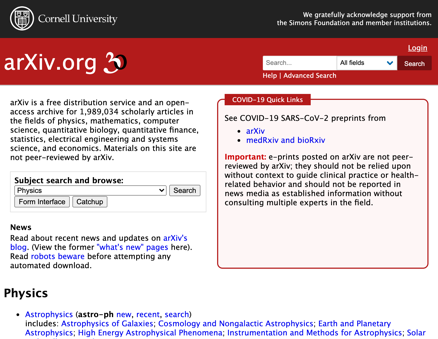 Cornell University
We gratefully acknowledge support from
the Simons Foundation and member institutions.
Login
arXiv.org 30
Search...
All fields
Search
Help | Advanced Search
arXiv is a free distribution service and an open-
access archive for 1,989,034 scholarly articles in
the fields of physics, mathematics, computer
science, quantitative biology, quantitative finance,
statistics, electrical engineering and systems
science, and economics. Materials on this site are
not peer-reviewed by arXiv.
Subject search and browse:
Physics
Search
Form Interface
Catchup
News
Read about recent news and updates on arXiv's
blog. (View the former "what's new" pages here).
Read robots beware before attempting any
automated download.
COVID-19 Quick Links
See COVID-19 SARS-CoV-2 preprints from
• arXiv
• medRxiv and bioRxiv
Important: e-prints posted on arXiv are not peer-
reviewed by arXiv; they should not be relied upon
without context to guide clinical practice or health-
related behavior and should not be reported in
news media as established information without
consulting multiple experts in the field.
Physics
• Astrophysics (astro-ph new, recent, search)
includes: Astrophysics of Galaxies; Cosmology and Nongalactic Astrophysics; Earth and Planetary
Astrophysics; High Energy Astrophysical Phenomena; Instrumentation and Methods for Astrophysics; Solar